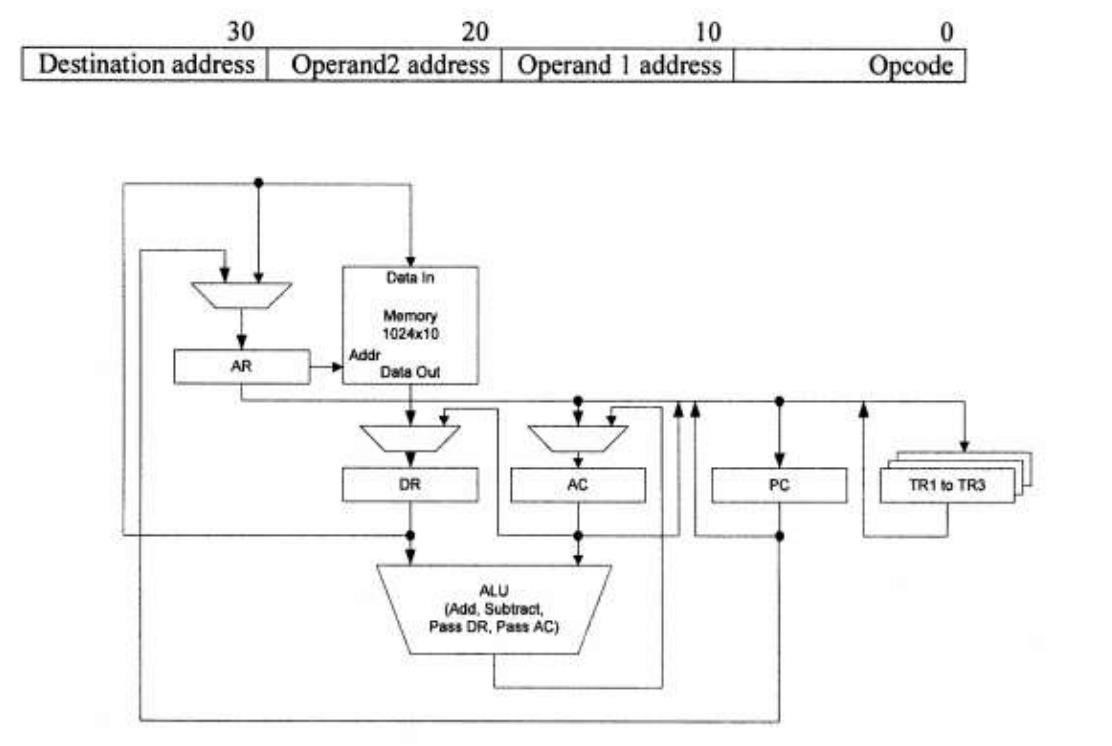 30 20 10 0
Destination address Operand2 address Operand 1 address Opcode
Data In
Memory
1024x10
Addr
AR
Data Out
DR AC PC TR1 to TR3
ALU
(Add, Subtract,
Pass DR, Pass AC)